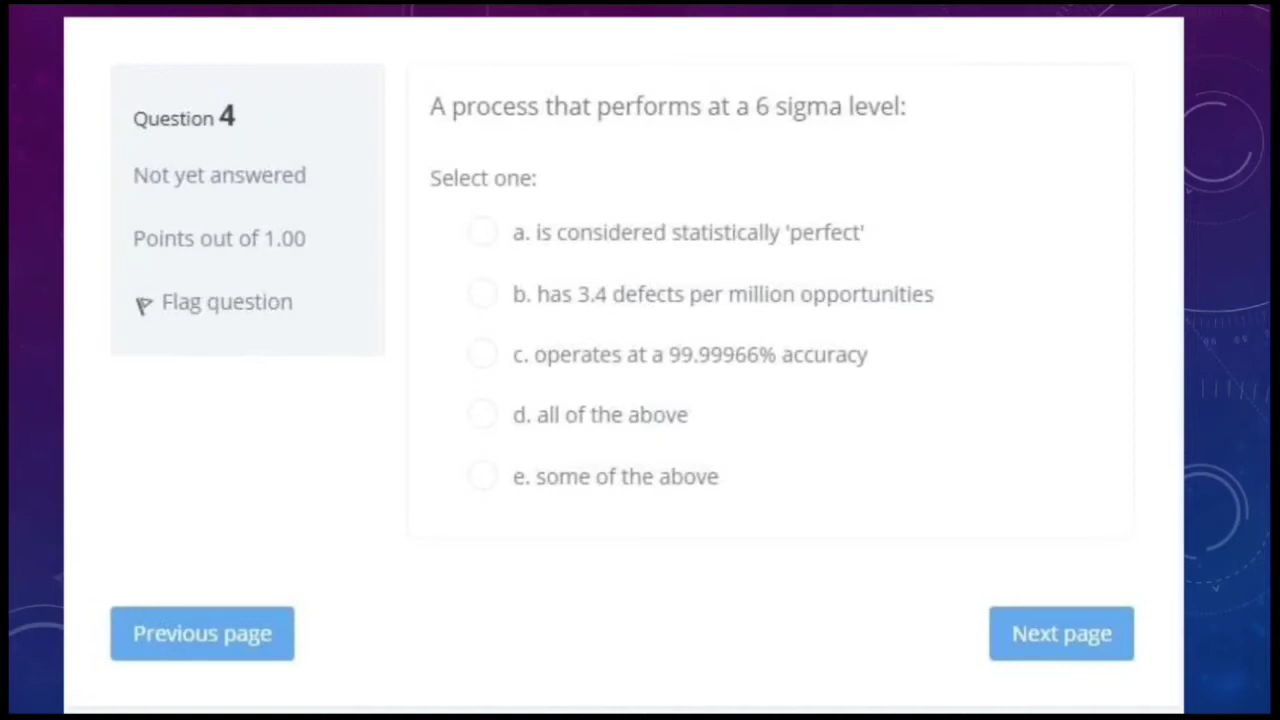 Question 4
Not yet answered
Points out of 1.00
Flag question
A process that performs at a 6 sigma level:
Select one:
a. is considered statistically 'perfect'
b. has 3.4 defects per million opportunities
c. operates at a 99.99966% accuracy
d. all of the above
e. some of the above
Previous page
Next page